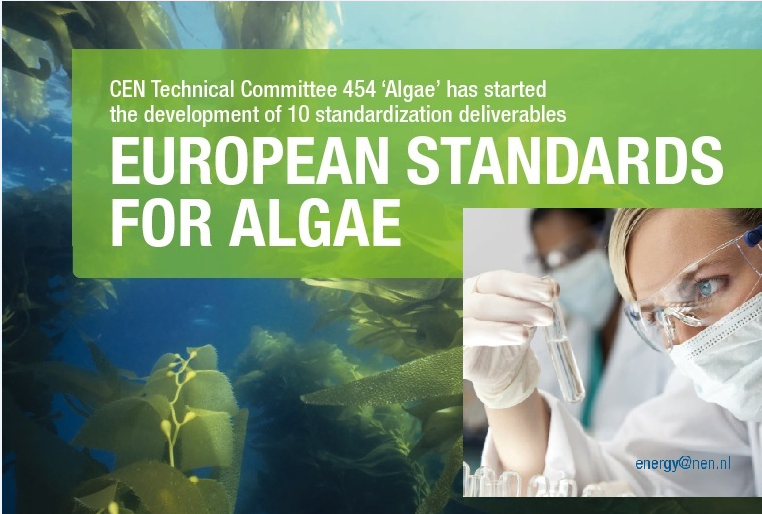 CEN Technical Committee 454 ‘Algae’ has started
the development of 10 standardization deliverables
EUROPEAN STANDARDS
FOR ALGAE
energy@nen.nl